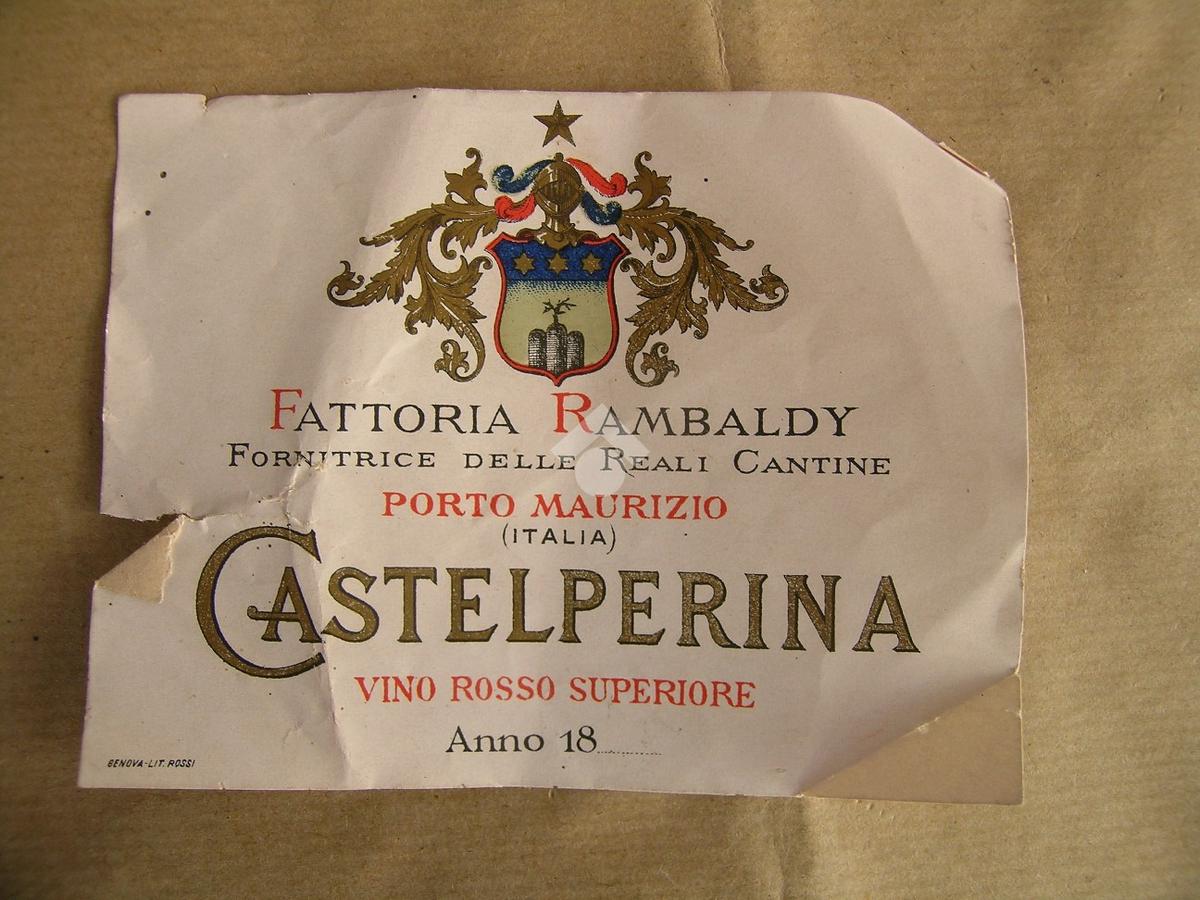 FATTORIA RAMBALDY
FORNITRICE DELLE REALI CANTINE
PORTO MAURIZIO
(ITALIA)
CASTELPERINA
VINO ROSSO SUPERIORE
Anno 18............
GENOVA-LIT. ROSSI